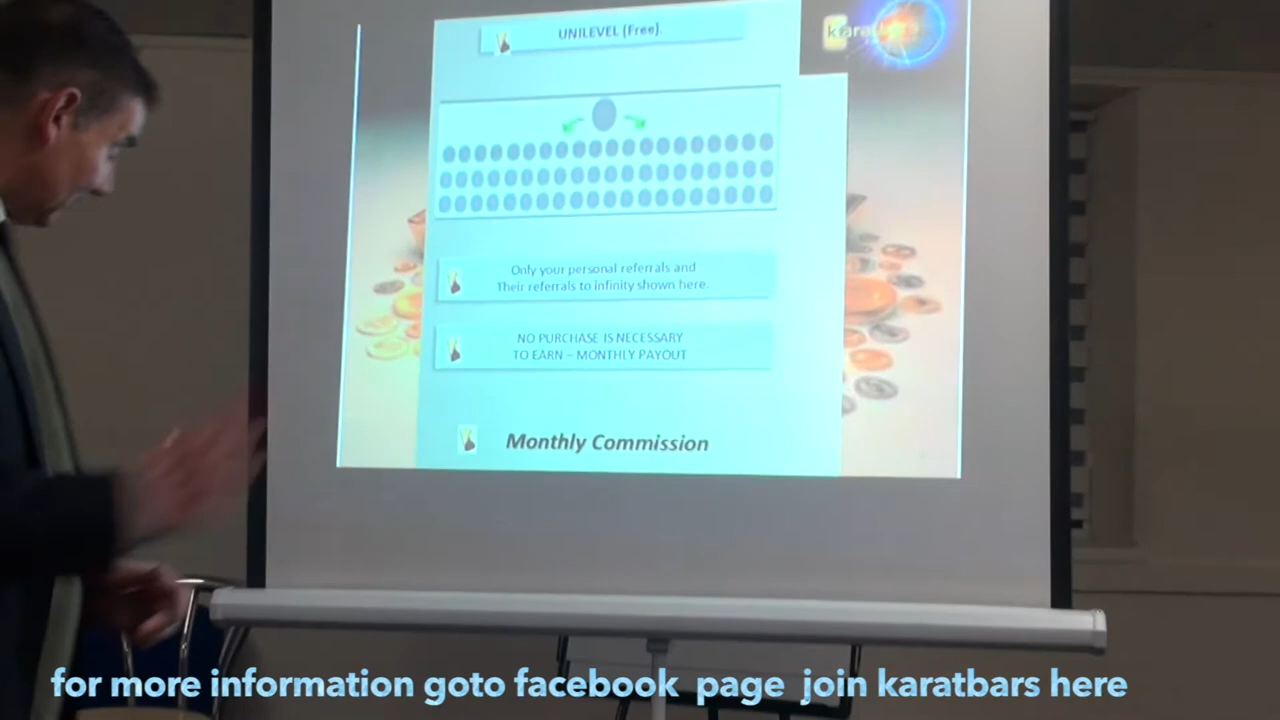 UNILEVEL (Free).
karatbars
Only your personal referrals and
Their referrals to infinity shown here.
NO PURCHASE IS NECESSARY
TO EARN – MONTHLY PAYOUT
Monthly Commission
for more information goto facebook page join karatbars here